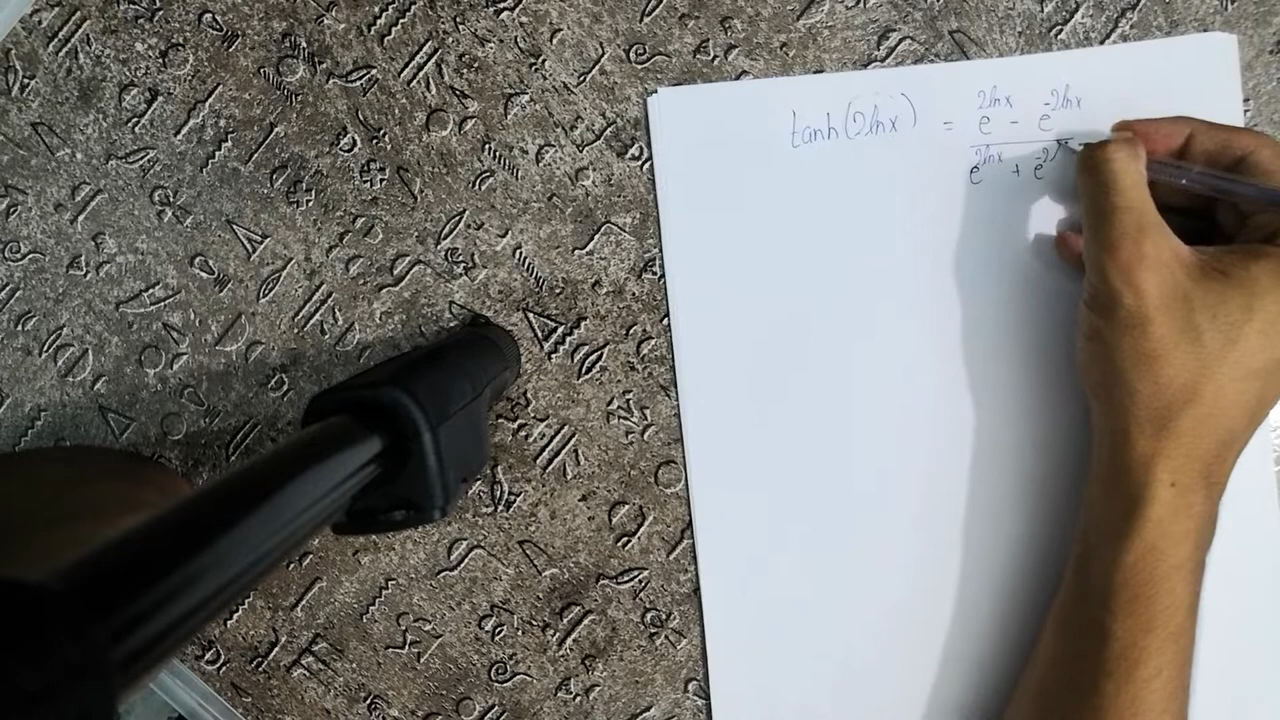 tanh(2lnx) = e^2lnx - e^-2lnx
e^2lnx + e^-2